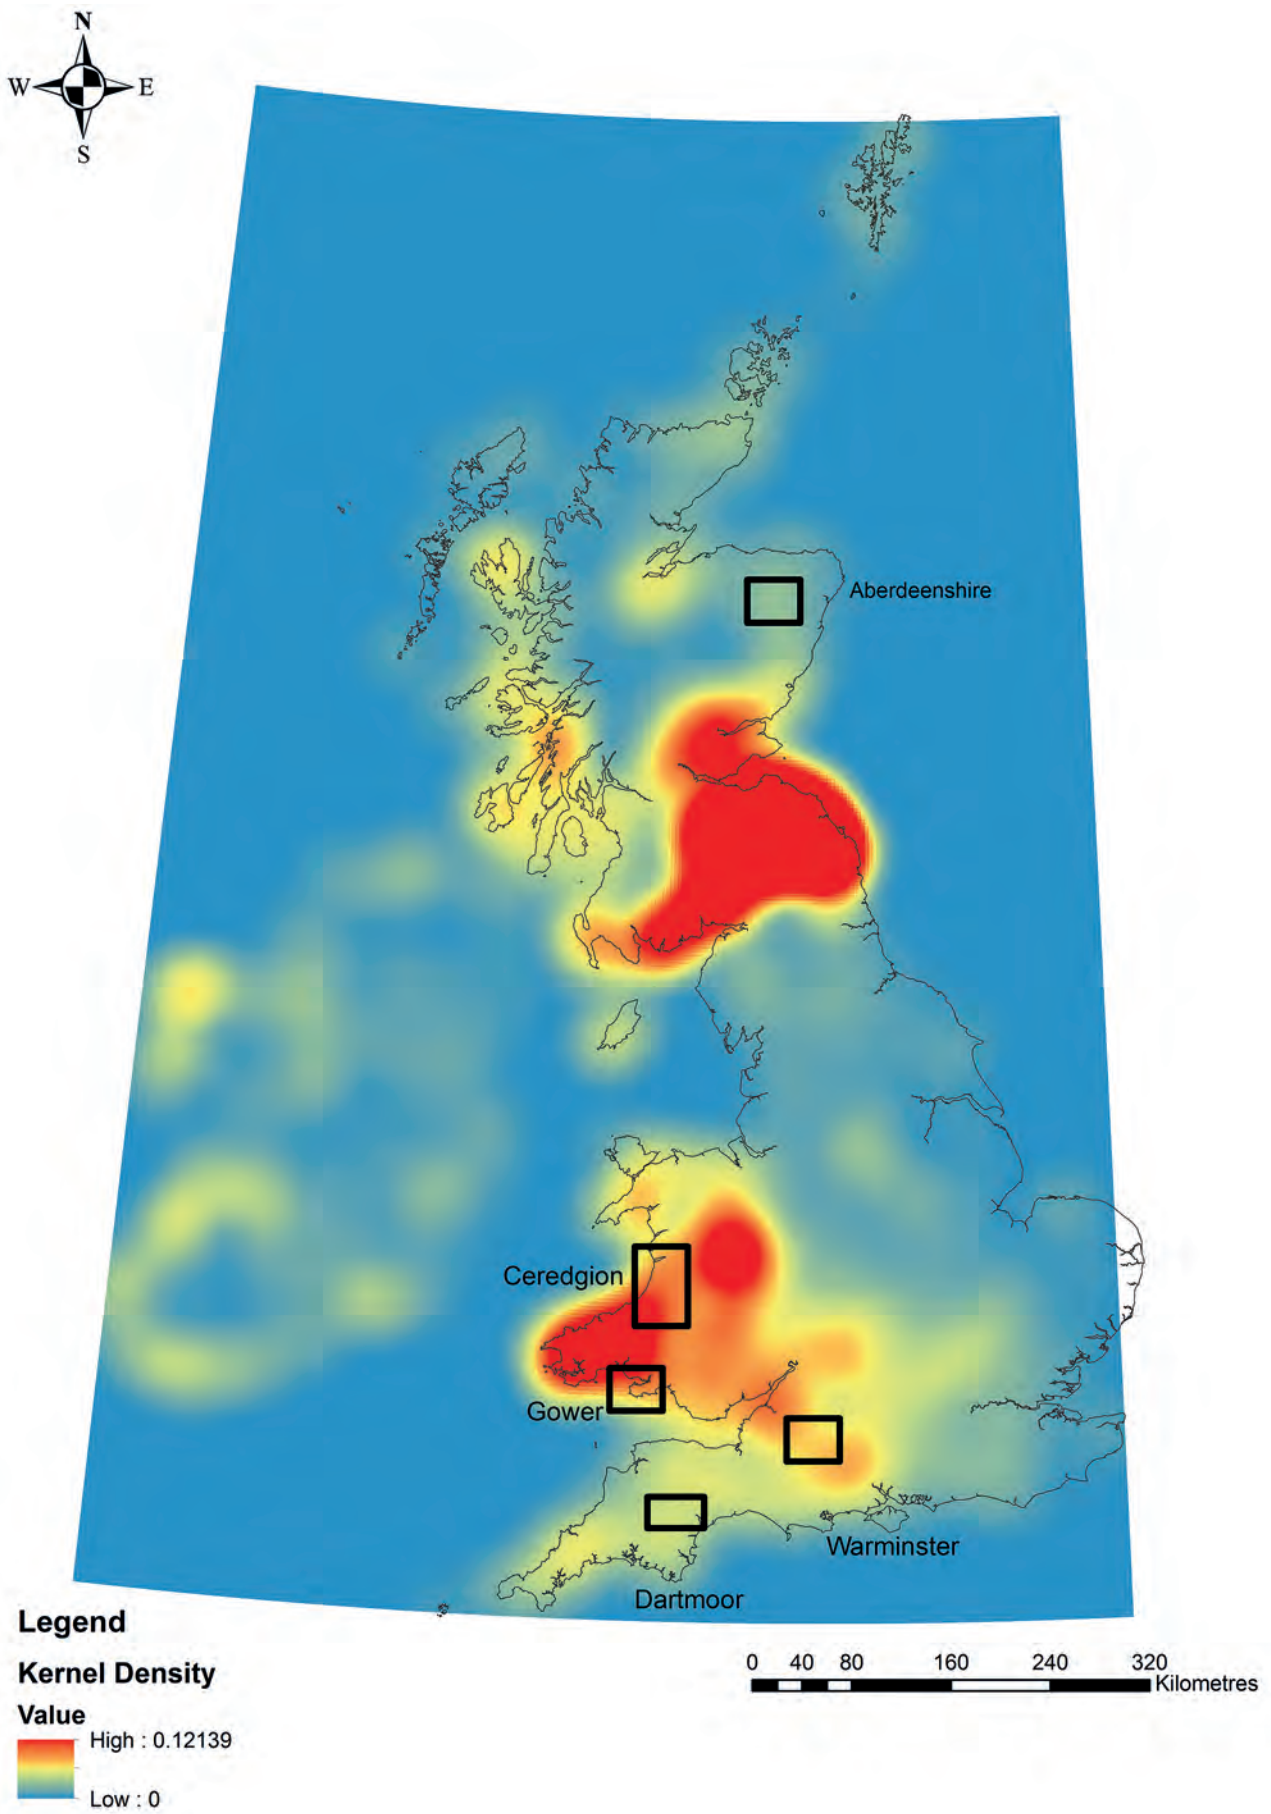 N
W E
S
Aberdeenshire
Ceredgion
Gower
Warminster
Dartmoor
Legend
Kernel Density
Value
High : 0.12139
Low : 0
0 40 80 160 240 320
Kilometres